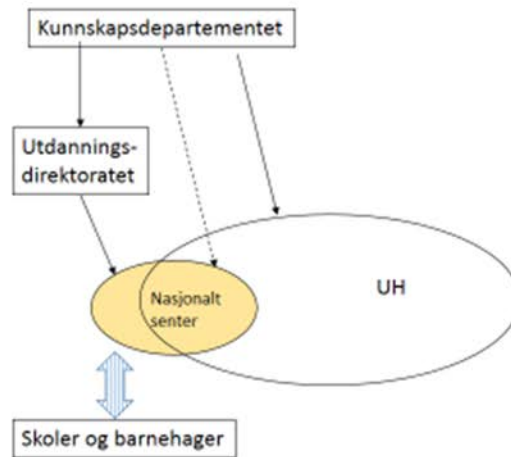 Kunnskapsdepartementet
Utdannings-
direktoratet
UH
Nasjonalt
senter
Skoler og barnehager